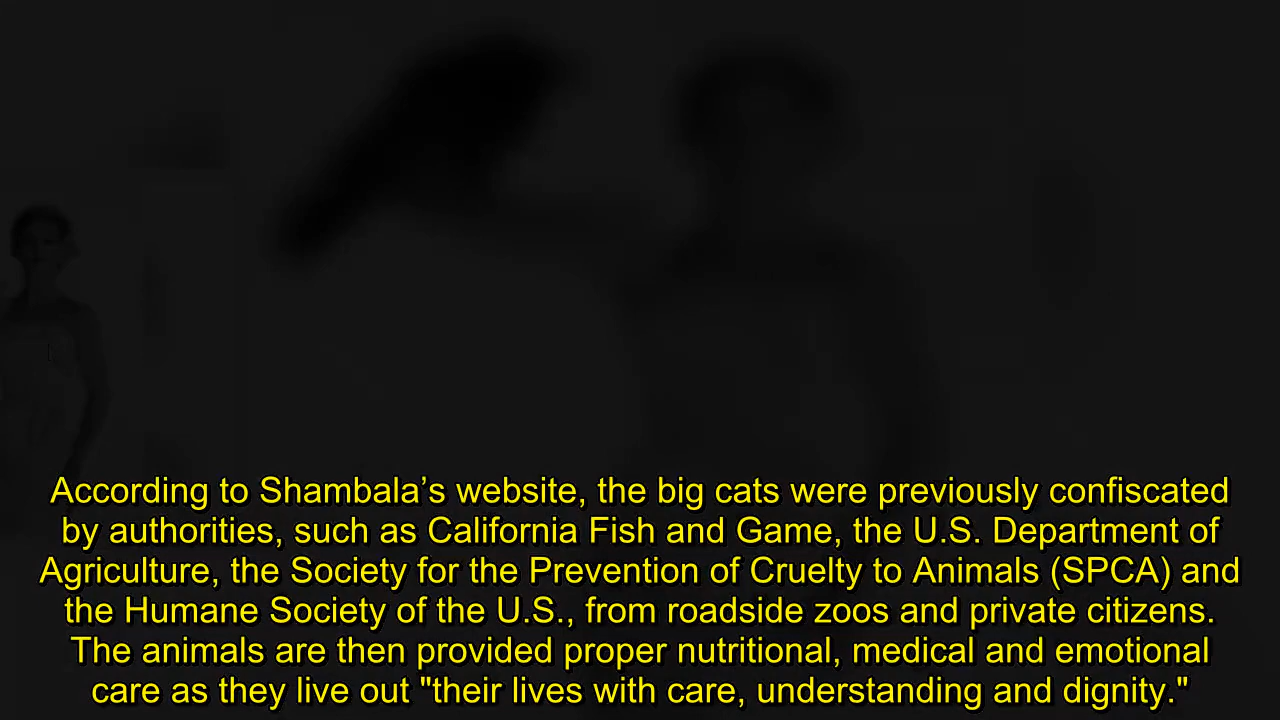 According to Shambala’s website, the big cats were previously confiscated
by authorities, such as California Fish and Game, the U.S. Department of
Agriculture, the Society for the Prevention of Cruelty to Animals (SPCA) and
the Humane Society of the U.S., from roadside zoos and private citizens.
The animals are then provided proper nutritional, medical and emotional
care as they live out "their lives with care, understanding and dignity."